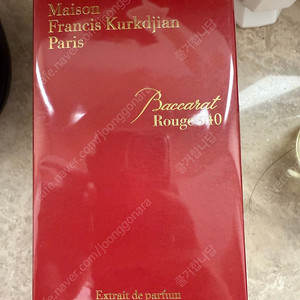 Maison
Francis Kurkdjian
Paris
Baccarat
Rouge 540
Extrait de parfum